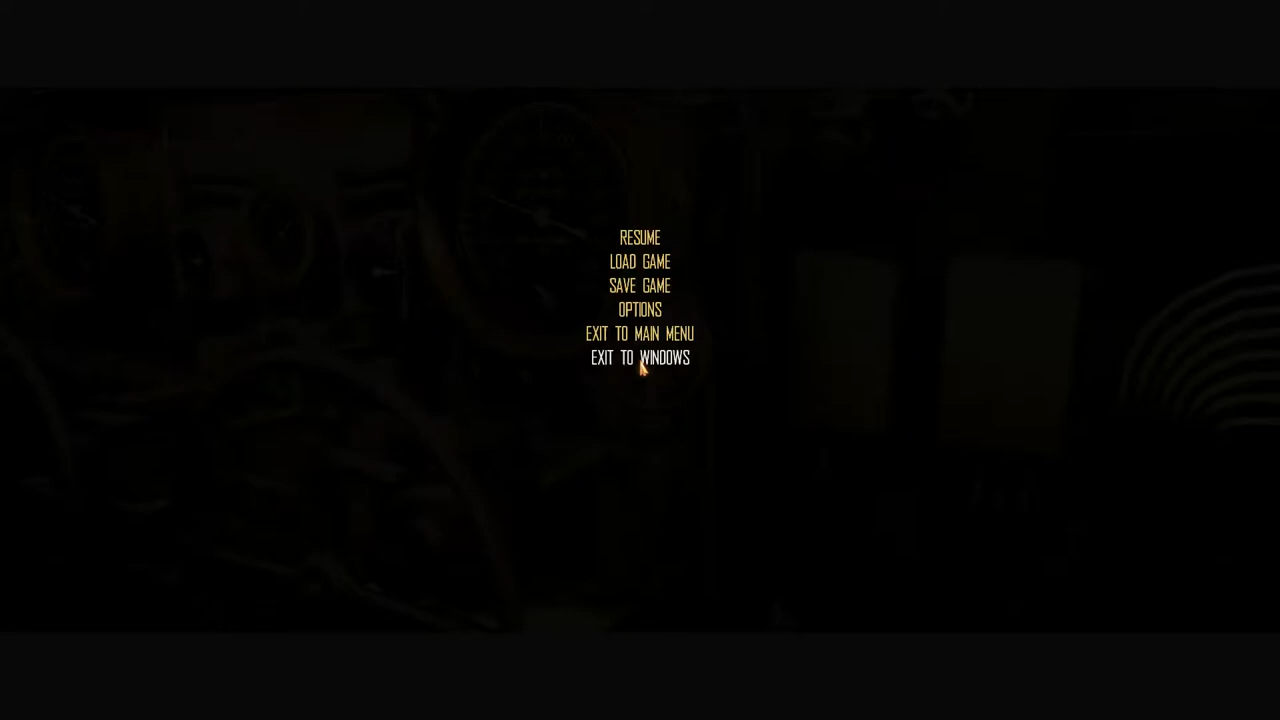 RESUME
LOAD GAME
SAVE GAME
OPTIONS
EXIT TO MAIN MENU
EXIT TO WINDOWS